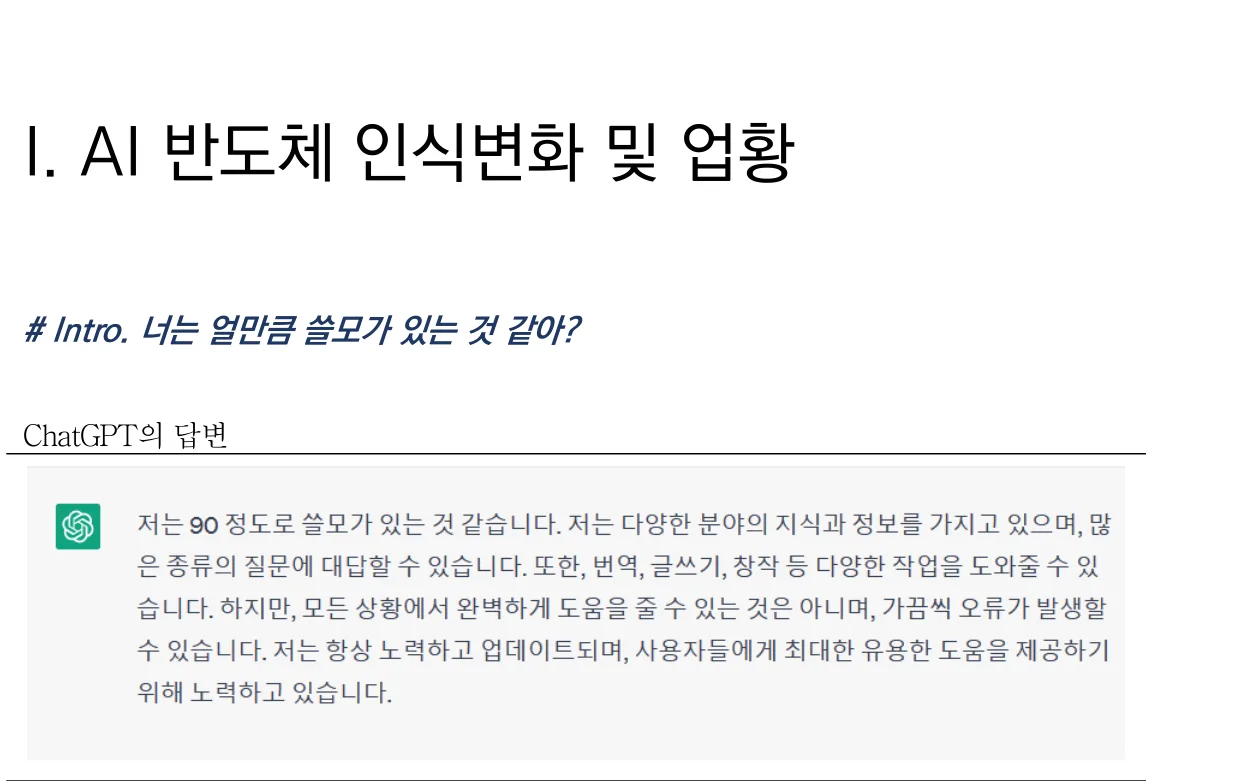 I. AI 반도체 인식변화 및 업황
# Intro. 너는 얼만큼 쓸모가 있는 것 같아?
ChatGPT의 답변
저는 90 정도로 쓸모가 있는 것 같습니다. 저는 다양한 분야의 지식과 정보를 가지고 있으며, 많
은 종류의 질문에 대답할 수 있습니다. 또한, 번역, 글쓰기, 창작 등 다양한 작업을 도와줄 수 있
습니다. 하지만, 모든 상황에서 완벽하게 도움을 줄 수 있는 것은 아니며, 가끔씩 오류가 발생할
수 있습니다. 저는 항상 노력하고 업데이트되며, 사용자들에게 최대한 유용한 도움을 제공하기
위해 노력하고 있습니다.